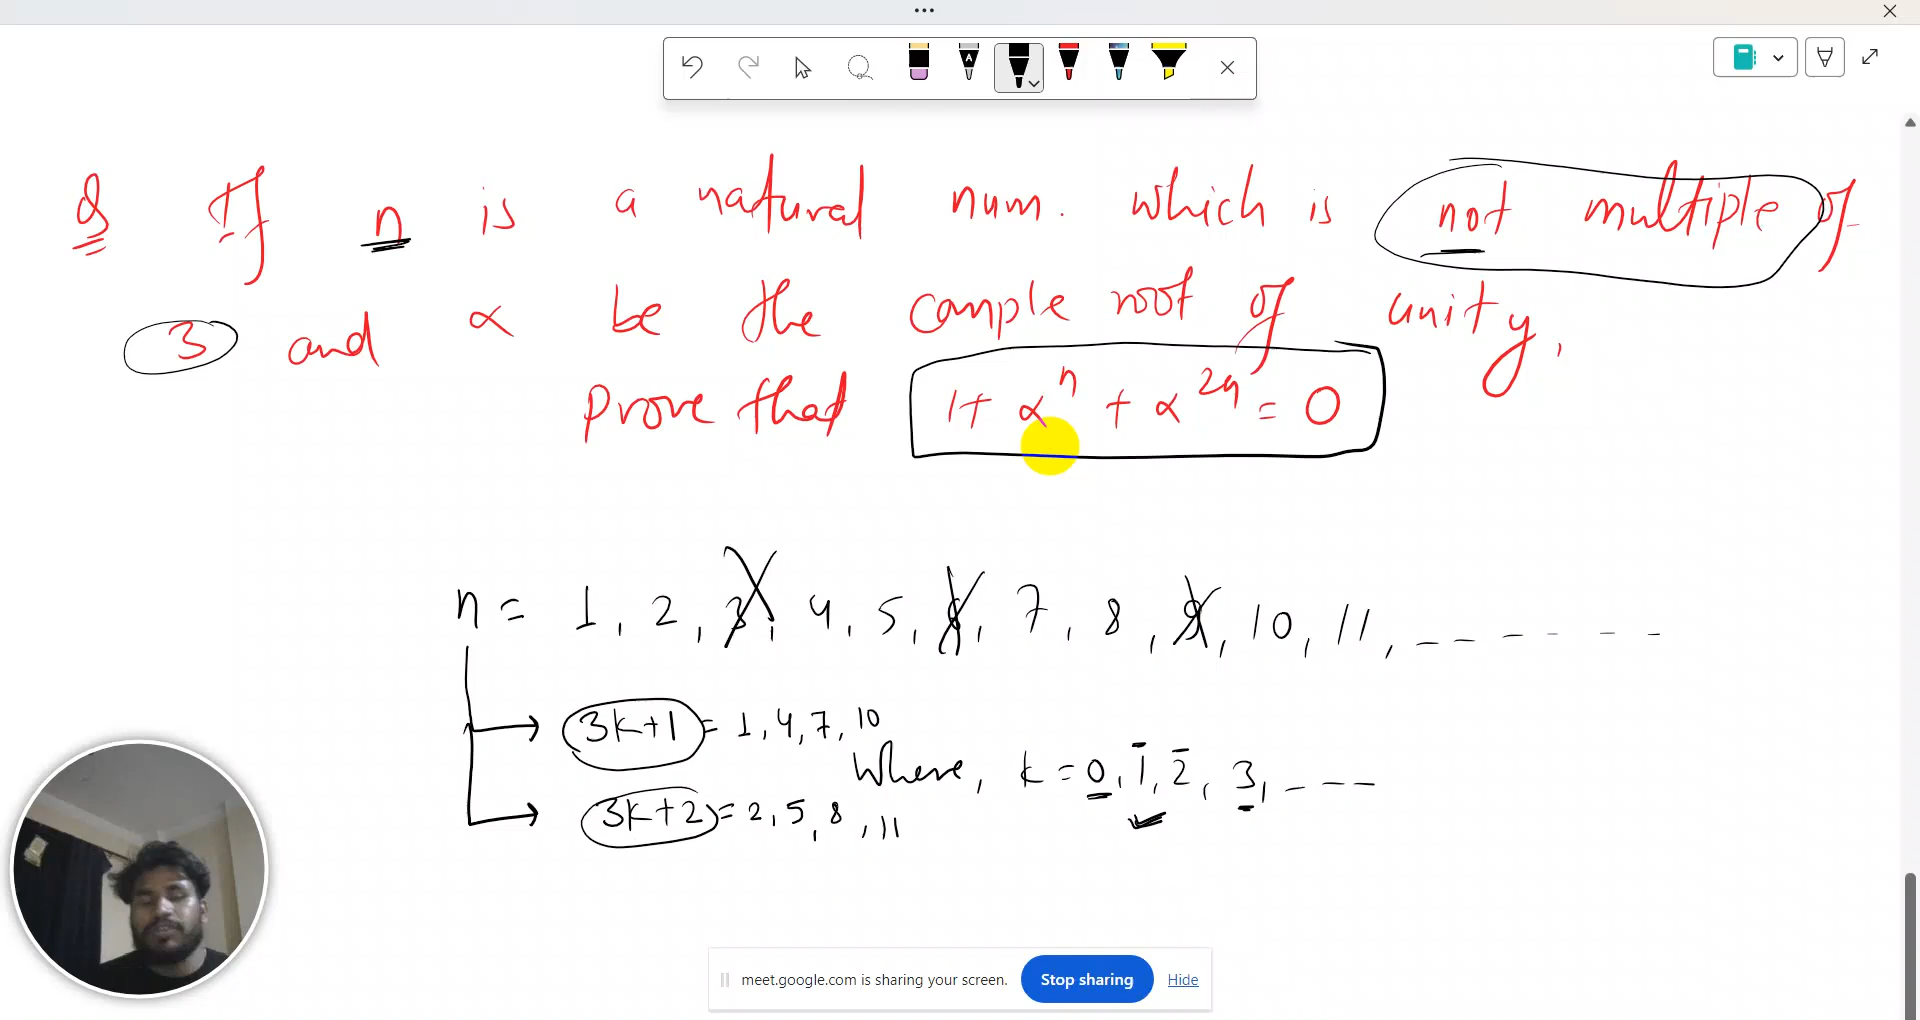 Q If n is a natural num. which is not multiple of
3 and α be the comple root of unity,
prove that 1+ α^n + α^2n = 0
n = 1, 2, 3, 4, 5, 6, 7, 8, 9, 10, 11, ------
3k+1 = 1, 4, 7, 10
Where, k = 0, 1, 2, 3, ----
3k+2 = 2, 5, 8, 11
meet.google.com is sharing your screen. Stop sharing Hide